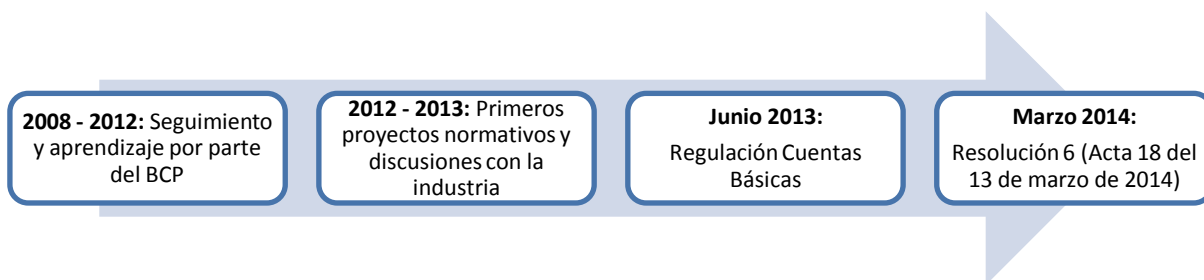 2008 - 2012: Seguimiento
y aprendizaje por parte
del BCP
2012 - 2013: Primeros
proyectos normativos y
discusiones con la
industria
Junio 2013:
Regulación Cuentas
Básicas
Marzo 2014:
Resolución 6 (Acta 18 del
13 de marzo de 2014)